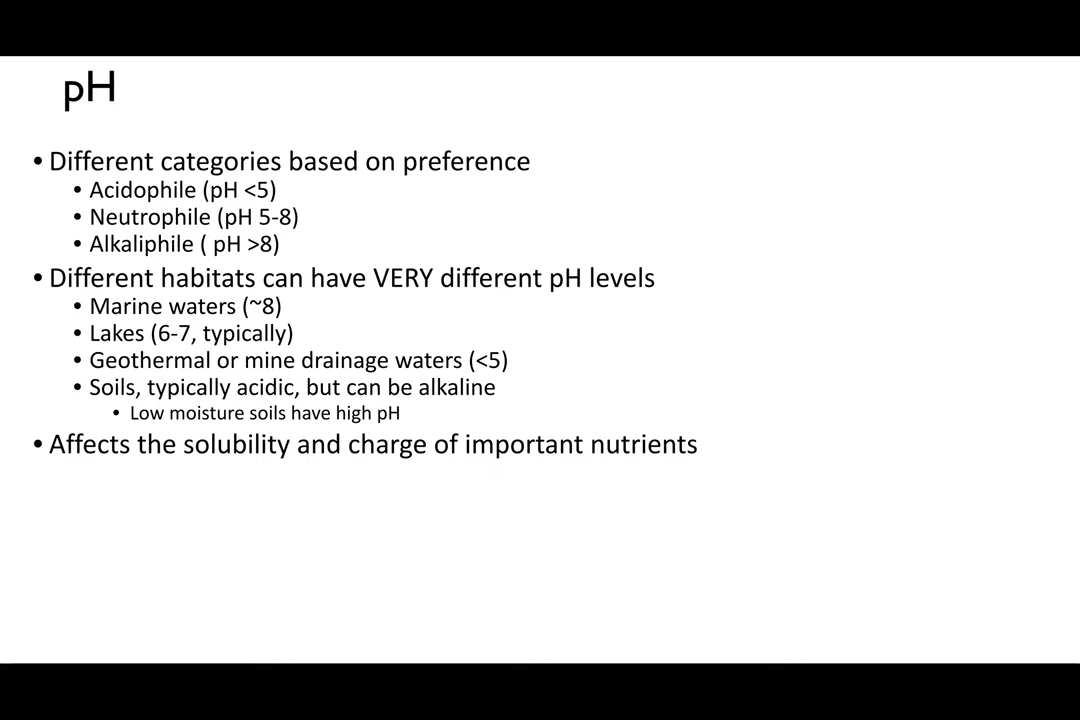 pH
• Different categories based on preference
• Acidophile (pH <5)
• Neutrophile (pH 5-8)
• Alkaliphile ( pH >8)
• Different habitats can have VERY different pH levels
• Marine waters (~8)
• Lakes (6-7, typically)
• Geothermal or mine drainage waters (<5)
• Soils, typically acidic, but can be alkaline
• Low moisture soils have high pH
• Affects the solubility and charge of important nutrients